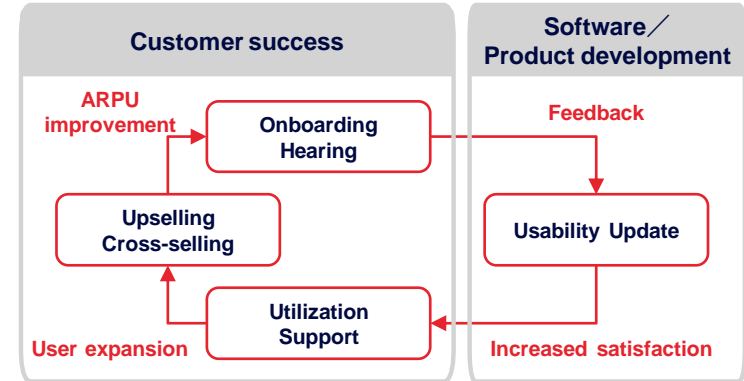 Customer success
Software／
Product development
ARPU
improvement
Onboarding
Hearing
Feedback
Upselling
Cross-selling
Usability Update
Utilization
Support
User expansion
Increased satisfaction